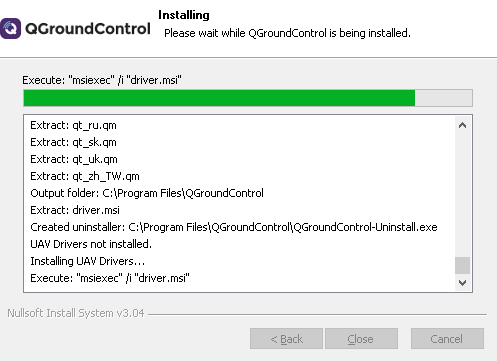 Installing
QGroundControl
Please wait while QGroundControl is being installed.
Execute: "msiexec" /i "driver.msi"
Extract: qt_ru.qm
Extract: qt_sk.qm
Extract: qt_uk.qm
Extract: qt_zh_TW.qm
Output folder: C:\Program Files\QGroundControl
Extract: driver.msi
Created uninstaller: C:\Program Files\QGroundControl\QGroundControl-Uninstall.exe
UAV Drivers not installed.
Installing UAV Drivers...
Execute: "msiexec" /i "driver.msi"
Nullsoft Install System v3.04
< Back
Close
Cancel